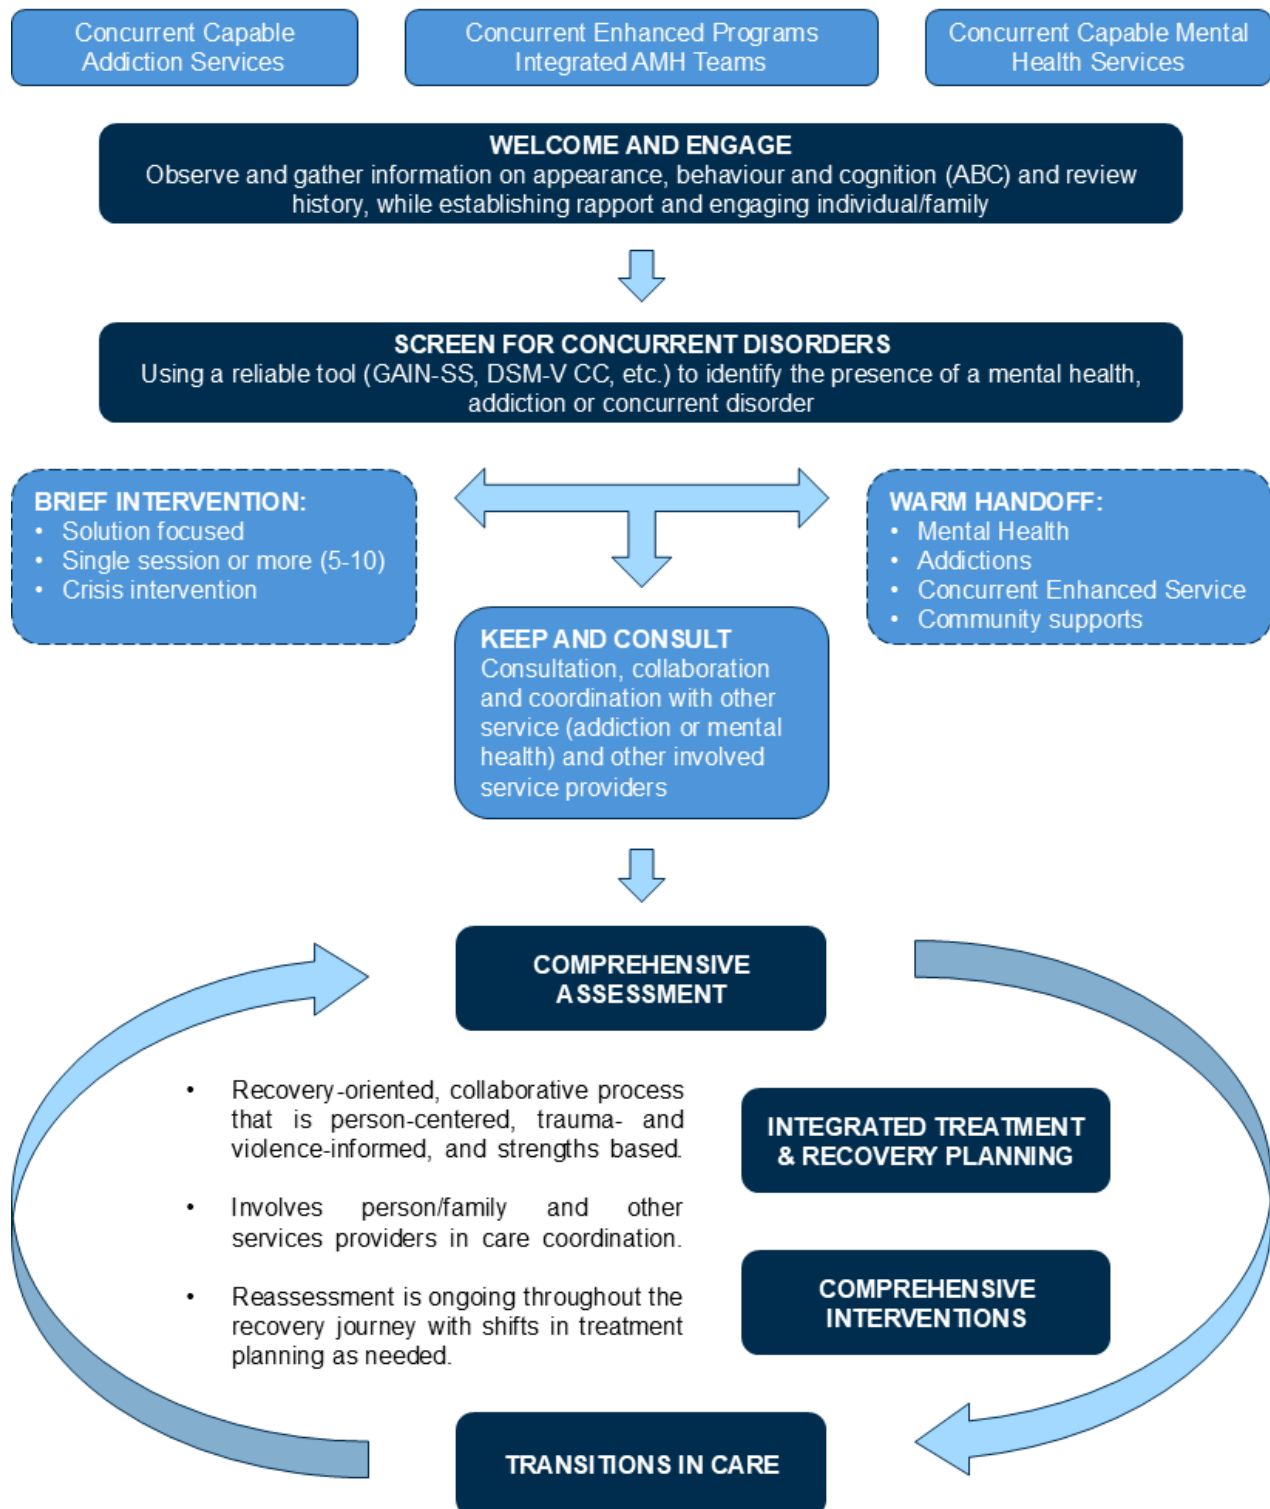 Concurrent Capable
Addiction Services
Concurrent Enhanced Programs
Integrated AMH Teams
Concurrent Capable Mental
Health Services
WELCOME AND ENGAGE
Observe and gather information on appearance, behaviour and cognition (ABC) and review
history, while establishing rapport and engaging individual/family
SCREEN FOR CONCURRENT DISORDERS
Using a reliable tool (GAIN-SS, DSM-V CC, etc.) to identify the presence of a mental health,
addiction or concurrent disorder
BRIEF INTERVENTION:
• Solution focused
• Single session or more (5-10)
• Crisis intervention
WARM HANDOFF:
• Mental Health
• Addictions
• Concurrent Enhanced Service
• Community supports
KEEP AND CONSULT
Consultation, collaboration
and coordination with other
service (addiction or mental
health) and other involved
service providers
COMPREHENSIVE
ASSESSMENT
• Recovery-oriented, collaborative process
that is person-centered, trauma- and
violence-informed, and strengths based.
• Involves person/family and other
services providers in care coordination.
• Reassessment is ongoing throughout the
recovery journey with shifts in treatment
planning as needed.
INTEGRATED TREATMENT
& RECOVERY PLANNING
COMPREHENSIVE
INTERVENTIONS
TRANSITIONS IN CARE